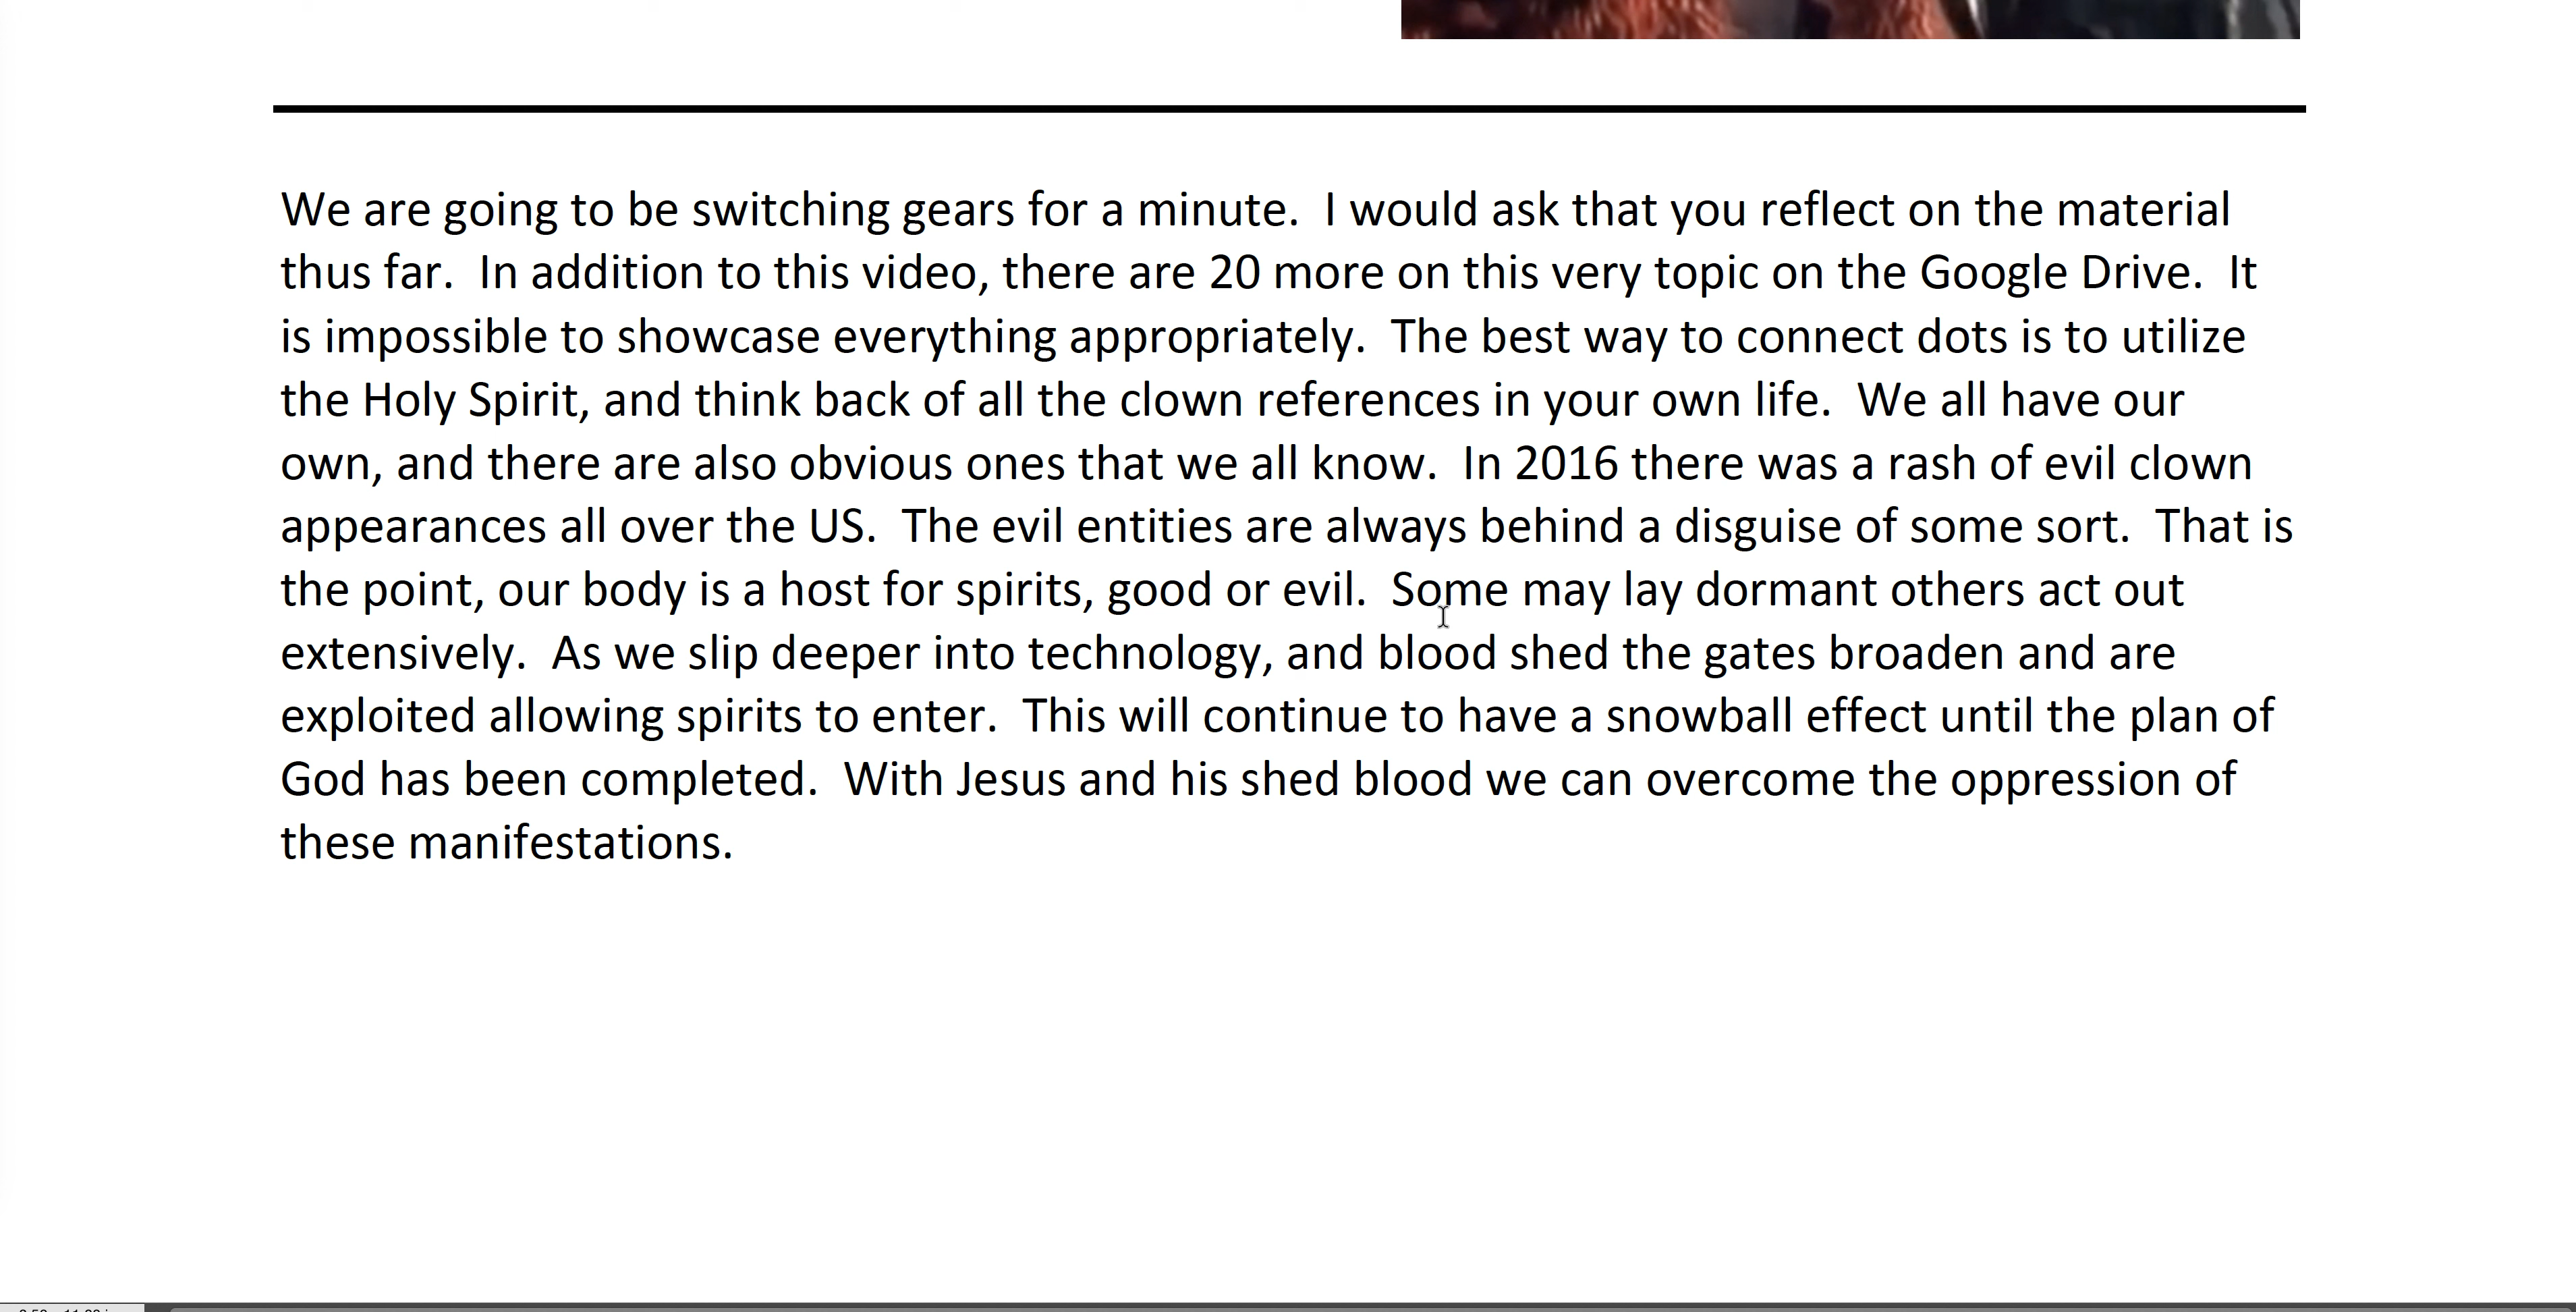 We are going to be switching gears for a minute.  I would ask that you reflect on the material
thus far.  In addition to this video, there are 20 more on this very topic on the Google Drive.  It
is impossible to showcase everything appropriately.  The best way to connect dots is to utilize
the Holy Spirit, and think back of all the clown references in your own life.  We all have our
own, and there are also obvious ones that we all know.  In 2016 there was a rash of evil clown
appearances all over the US.  The evil entities are always behind a disguise of some sort.  That is
the point, our body is a host for spirits, good or evil.  Some may lay dormant others act out
extensively.  As we slip deeper into technology, and blood shed the gates broaden and are
exploited allowing spirits to enter.  This will continue to have a snowball effect until the plan of
God has been completed.  With Jesus and his shed blood we can overcome the oppression of
these manifestations.